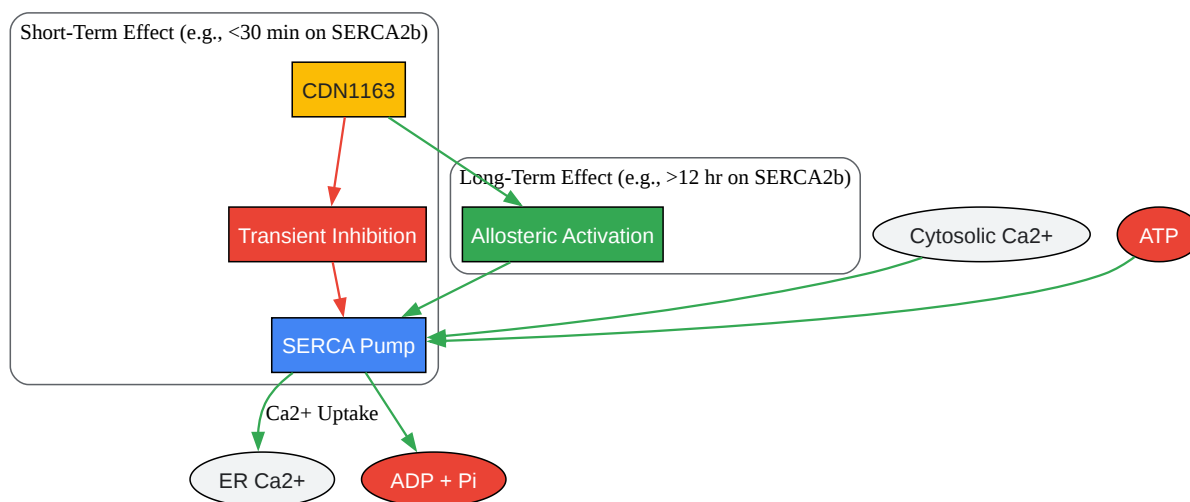 Short-Term Effect (e.g., <30 min on SERCA2b)
CDN1163
Long-Term Effect (e.g., >12 hr on SERCA2b)
Transient Inhibition
Allosteric Activation
Cytosolic Ca2+
ATP
SERCA Pump
Ca2+ Uptake
ER Ca2+
ADP + Pi